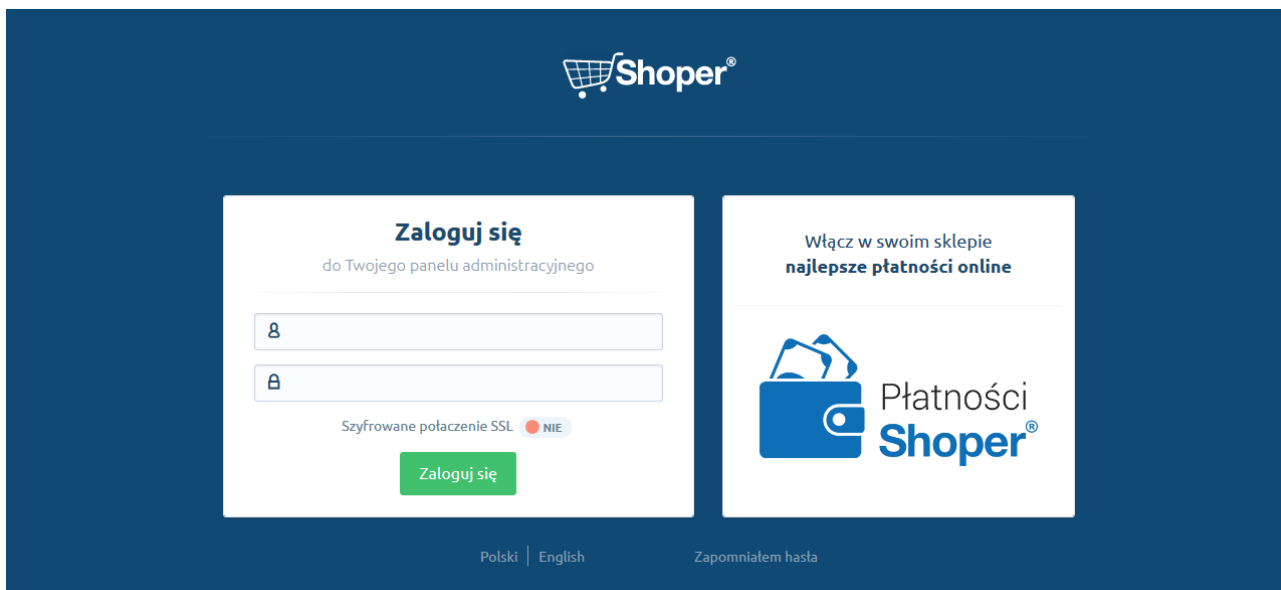 Shoper®
Zaloguj się
do Twojego panelu administracyjnego
Szyfrowane połaczenie SSL NIE
Zaloguj się
Włącz w swoim sklepie
najlepsze płatności online
Płatności
Shoper®
Polski | English
Zapomniałem hasła